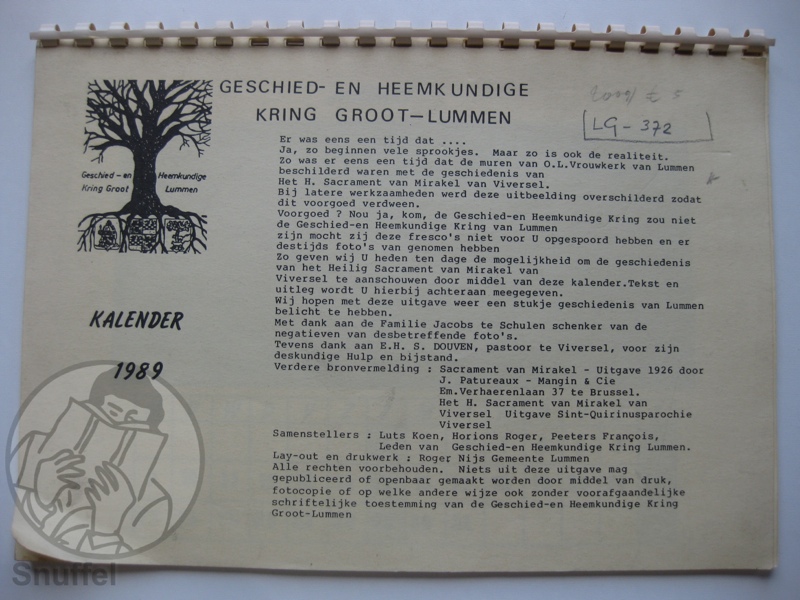 GESCHIED- EN HEEMKUNDIGE
KRING GROOT-LUMMEN
LG - 372
Geschied - en Heemkundige
Kring Groot Lummen
Er was eens een tijd dat ....
Ja, zo beginnen vele sprookjes. Maar zo is ook de realiteit.
Zo was er eens een tijd dat de muren van O.L.Vrouwkerk van Lummen
beschilderd waren met de geschiedenis van
Het H. Sacrament van Mirakel van Viversel.
Bij latere werkzaamheden werd deze uitbeelding overschilderd zodat
dit voorgoed verdween.
Voorgoed ? Nou ja, kom, de Geschied-en Heemkundige Kring zou niet
de Geschied-en Heemkundige Kring van Lummen
zijn mocht zij deze fresco's niet voor U opgespoord hebben en er
destijds foto's van genomen hebben
Zo geven wij U heden ten dage de mogelijkheid om de geschiedenis
van het Heilig Sacrament van Mirakel van
Viversel te aanschouwen door middel van deze kalender.Tekst en
uitleg wordt U hierbij achteraan meegegeven.
Wij hopen met deze uitgave weer een stukje geschiedenis van Lummen
belicht te hebben.
Met dank aan de Familie Jacobs te Schulen schenker van de
negatieven van desbetreffende foto's.
Tevens dank aan E.H. S. DOUVEN, pastoor te Viversel, voor zijn
deskundige Hulp en bijstand.
Verdere bronvermelding : Sacrament van Mirakel - Uitgave 1926 door
J. Patureaux - Mangin & Cie
Em.Verhaerenlaan 37 te Brussel.
Het H. Sacrament van Mirakel van
Viversel Uitgave Sint-Quirinusparochie
Viversel
Samenstellers : Luts Koen, Horions Roger, Peeters François,
Leden van Geschied-en Heemkundige Kring Lummen.
Lay-out en drukwerk : Roger Nijs Gemeente Lummen
Alle rechten voorbehouden. Niets uit deze uitgave mag
gepubliceerd of openbaar gemaakt worden door middel van druk,
fotocopie of op welke andere wijze ook zonder voorafgaandelijke
schriftelijke toestemming van de Geschied-en Heemkundige Kring
Groot-Lummen
KALENDER
1989
Snuffel